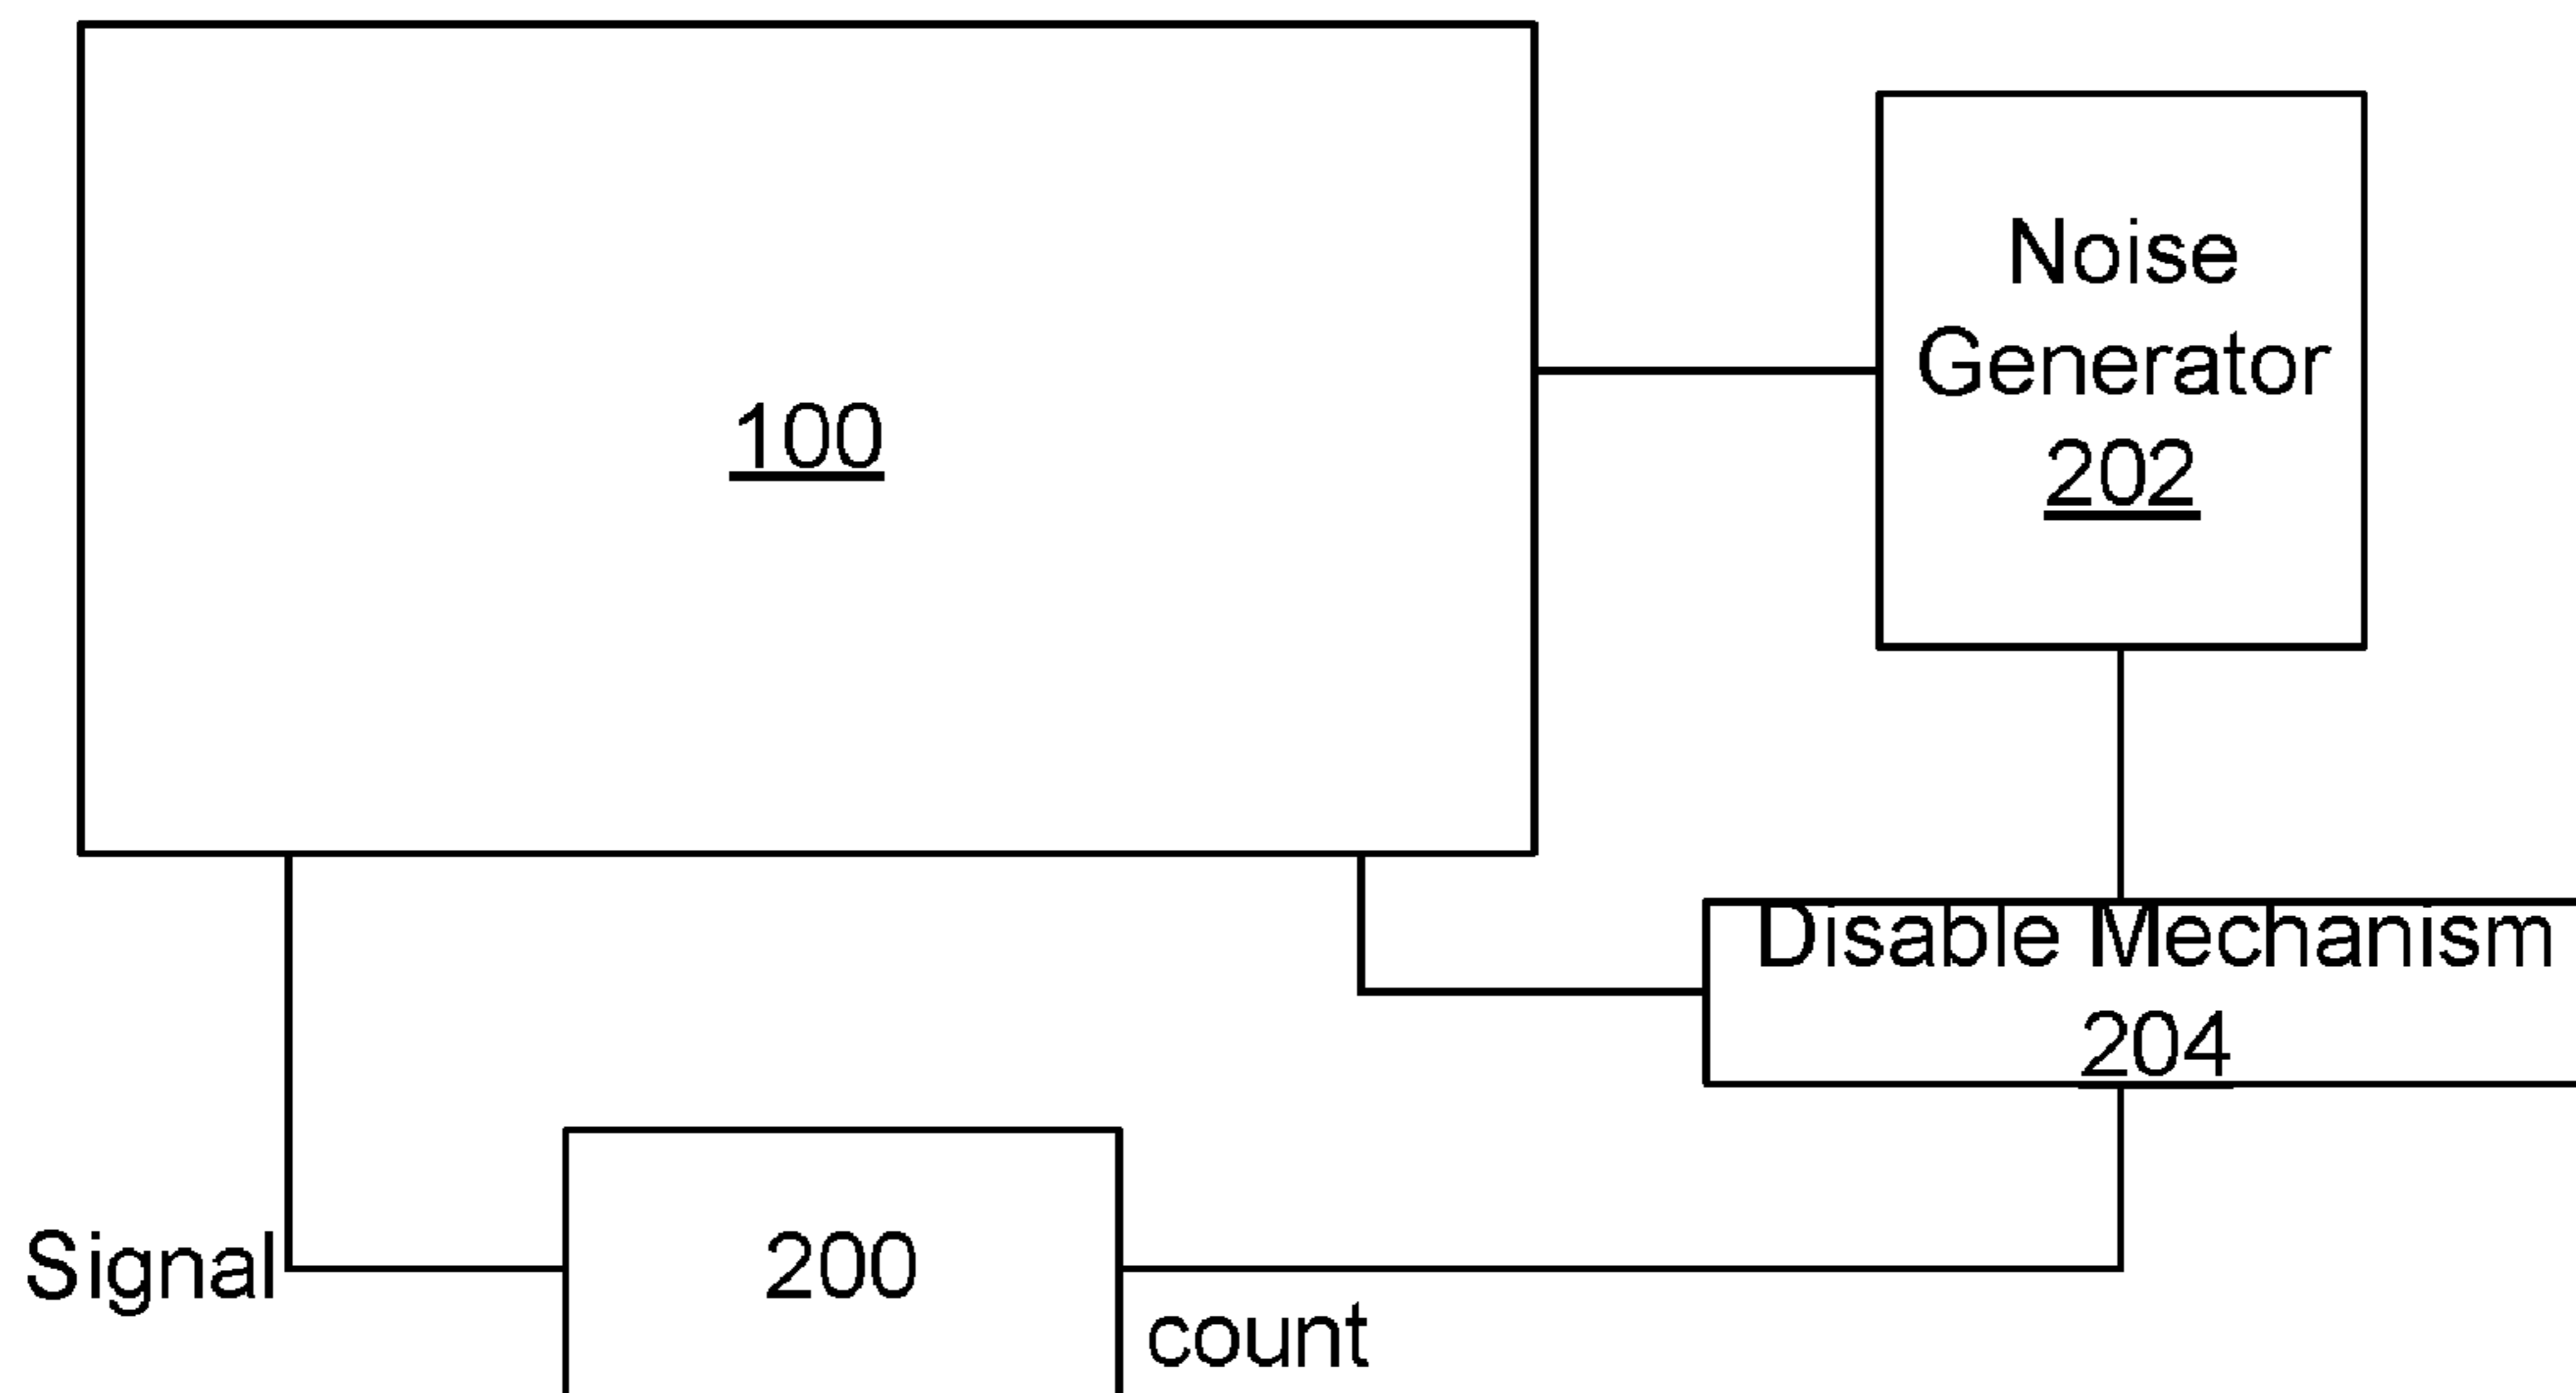 100
Noise
Generator
202
Disable Mechanism
204
Signal
200
count